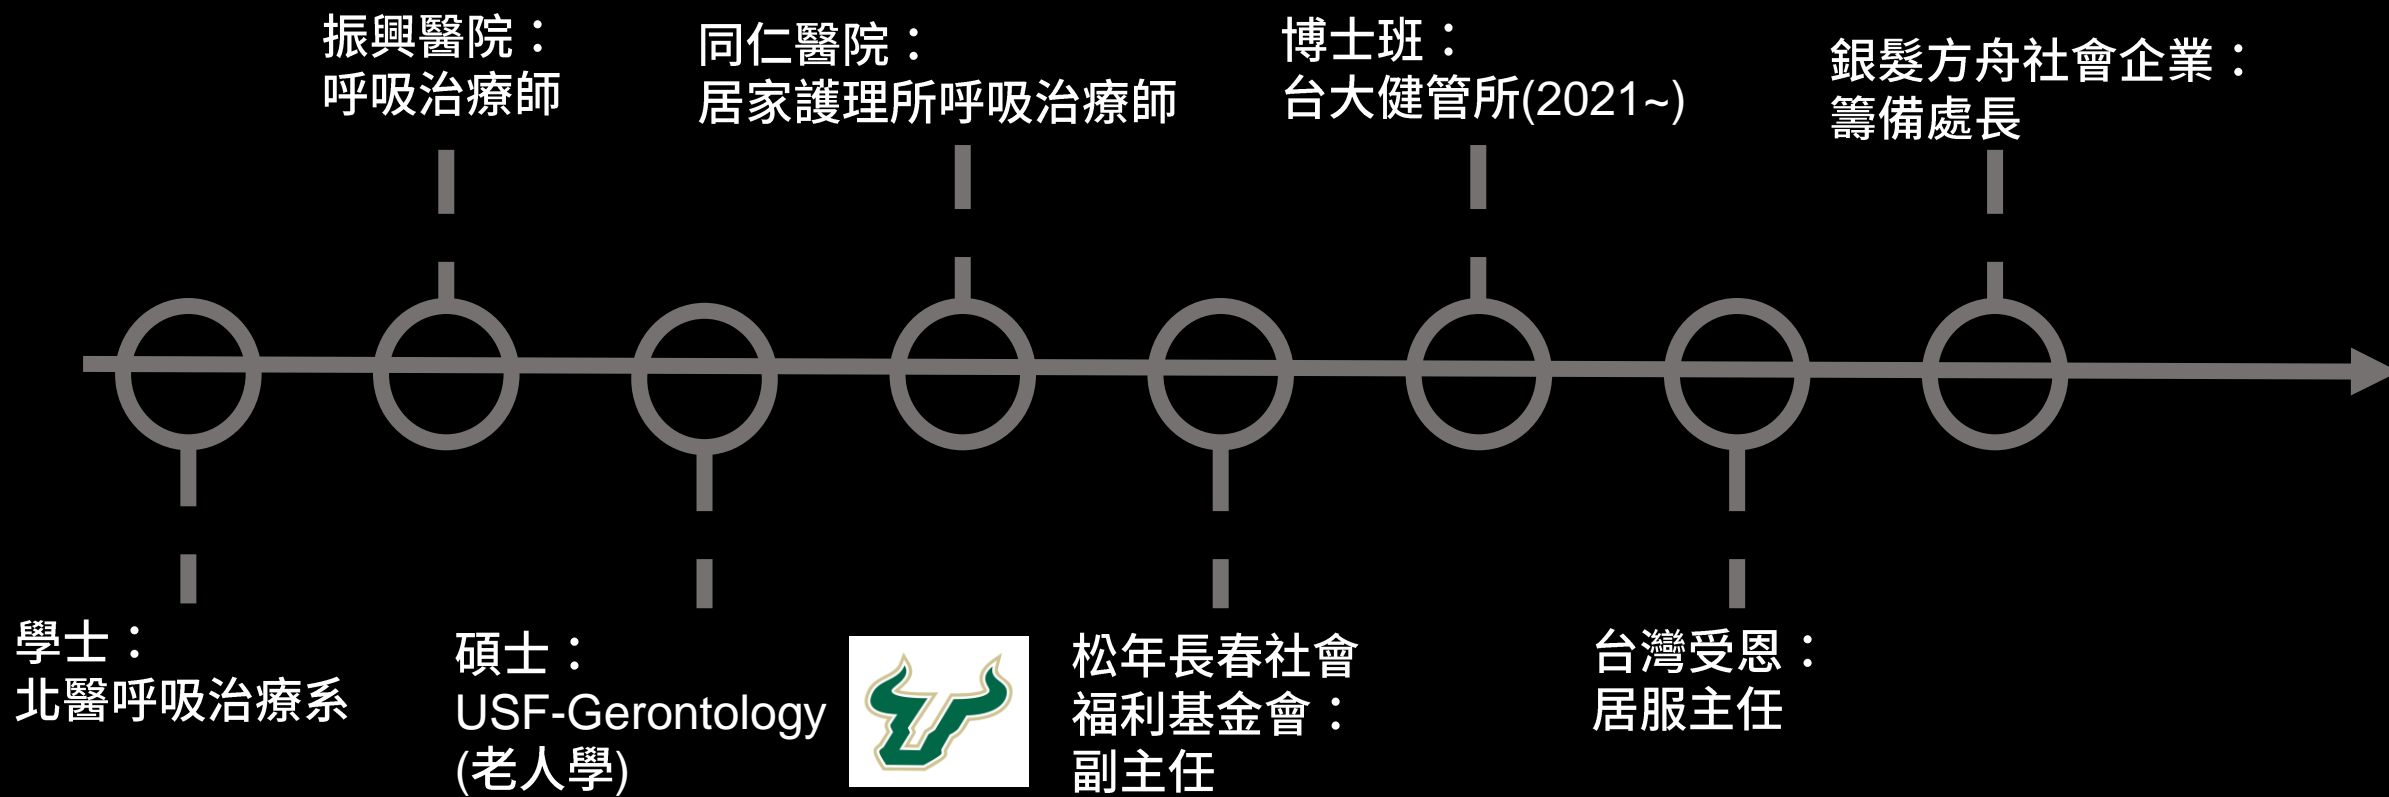 振興醫院：
呼吸治療師
同仁醫院：
居家護理所呼吸治療師
博士班：
台大健管所(2021~)
銀髮方舟社會企業：
籌備處長
學士：
北醫呼吸治療系
碩士：
USF-Gerontology
(老人學)
松年長春社會
福利基金會：
副主任
台灣受恩：
居服主任